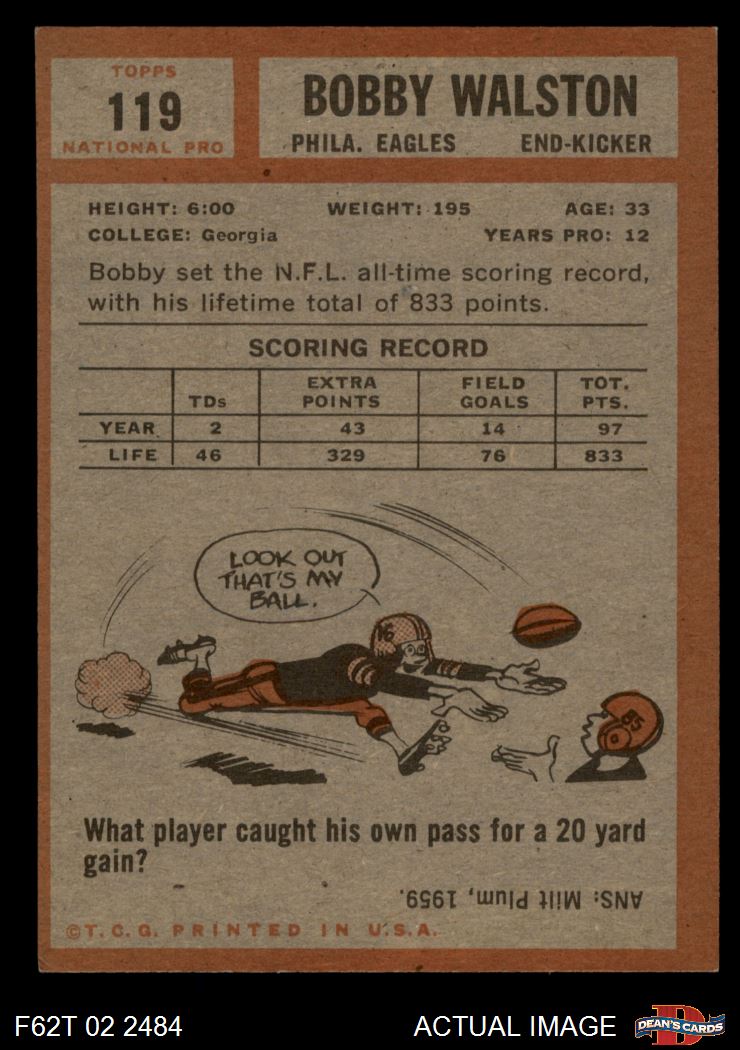 TOPPS
119
NATIONAL PRO
BOBBY WALSTON
PHILA. EAGLES END-KICKER
HEIGHT: 6:00 WEIGHT: 195 AGE: 33
COLLEGE: Georgia YEARS PRO: 12
Bobby set the N.F.L. all-time scoring record,
with his lifetime total of 833 points.
SCORING RECORD
TDs EXTRA POINTS FIELD GOALS TOT. PTS.
YEAR 2 43 14 97
LIFE 46 329 76 833
LOOK OUT
THAT'S MY
BALL.
16
85
What player caught his own pass for a 20 yard
gain?
ANS: Milt Plum, 1959.
©T.C.G. PRINTED IN U.S.A.
F62T 02 2484 ACTUAL IMAGE
DEAN'S CARDS